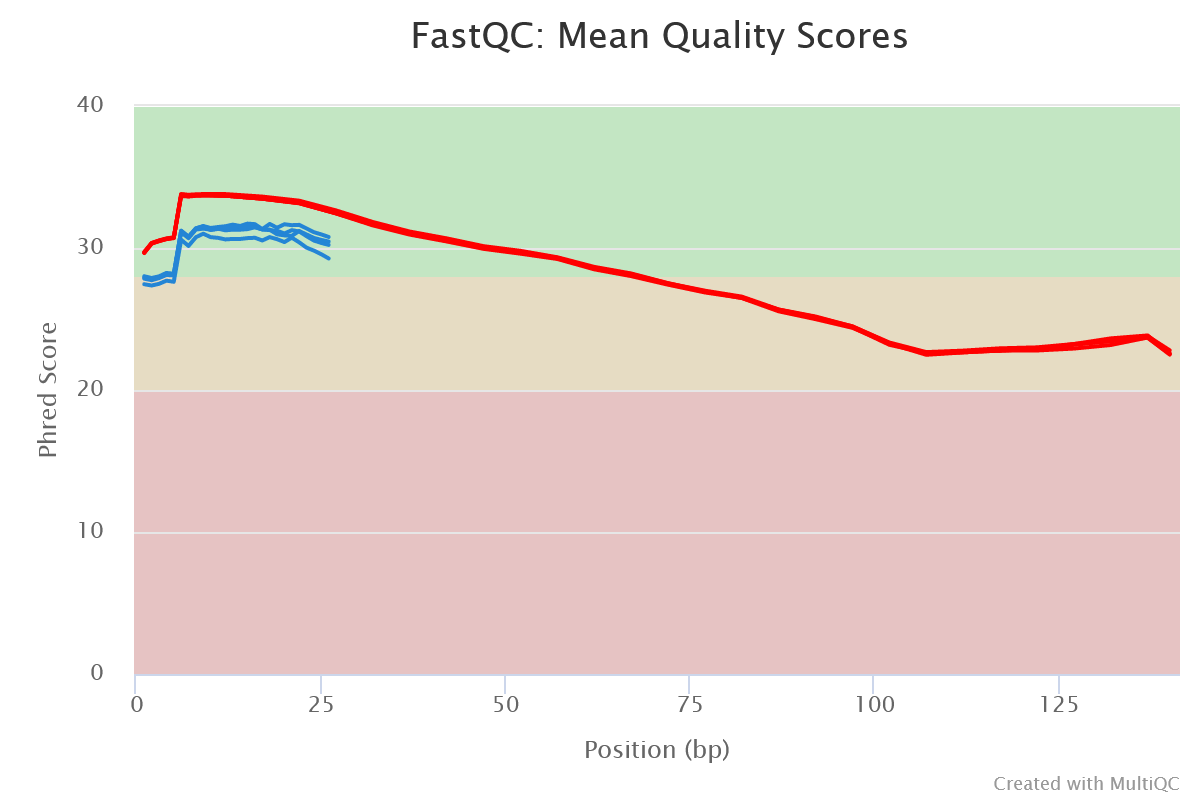 FastQC: Mean Quality Scores
40
30
20
10
0
Phred Score
0 25 50 75 100 125
Position (bp)
Created with MultiQC